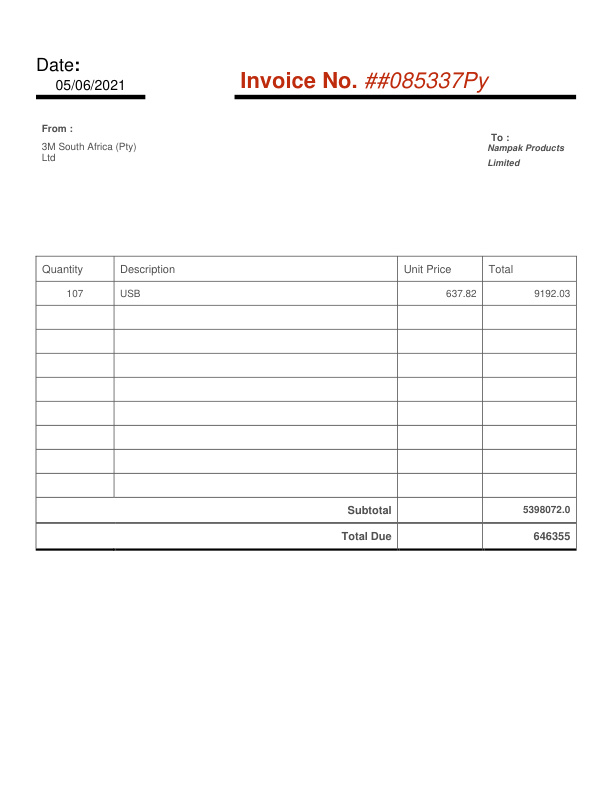 Date:
05/06/2021
Invoice No. ##085337Py
From :
3M South Africa (Pty)
Ltd
To :
Nampak Products
Limited
Quantity Description Unit Price Total
107 USB 637.82 9192.03
Subtotal 5398072.0
Total Due 646355